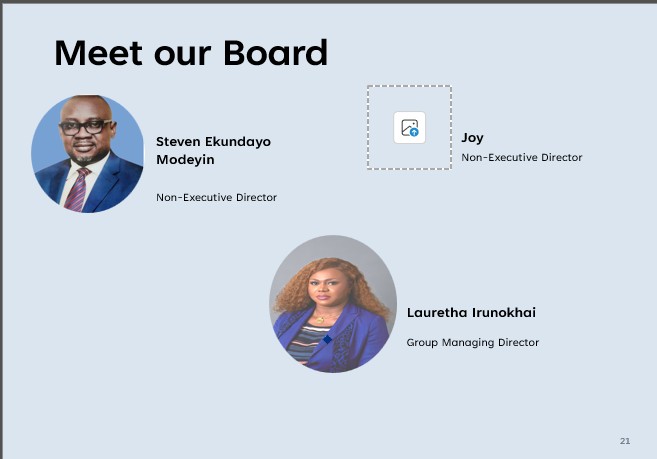 Meet our Board
Steven Ekundayo
Modeyin
Non-Executive Director
Joy
Non-Executive Director
Lauretha Irunokhai
Group Managing Director
21